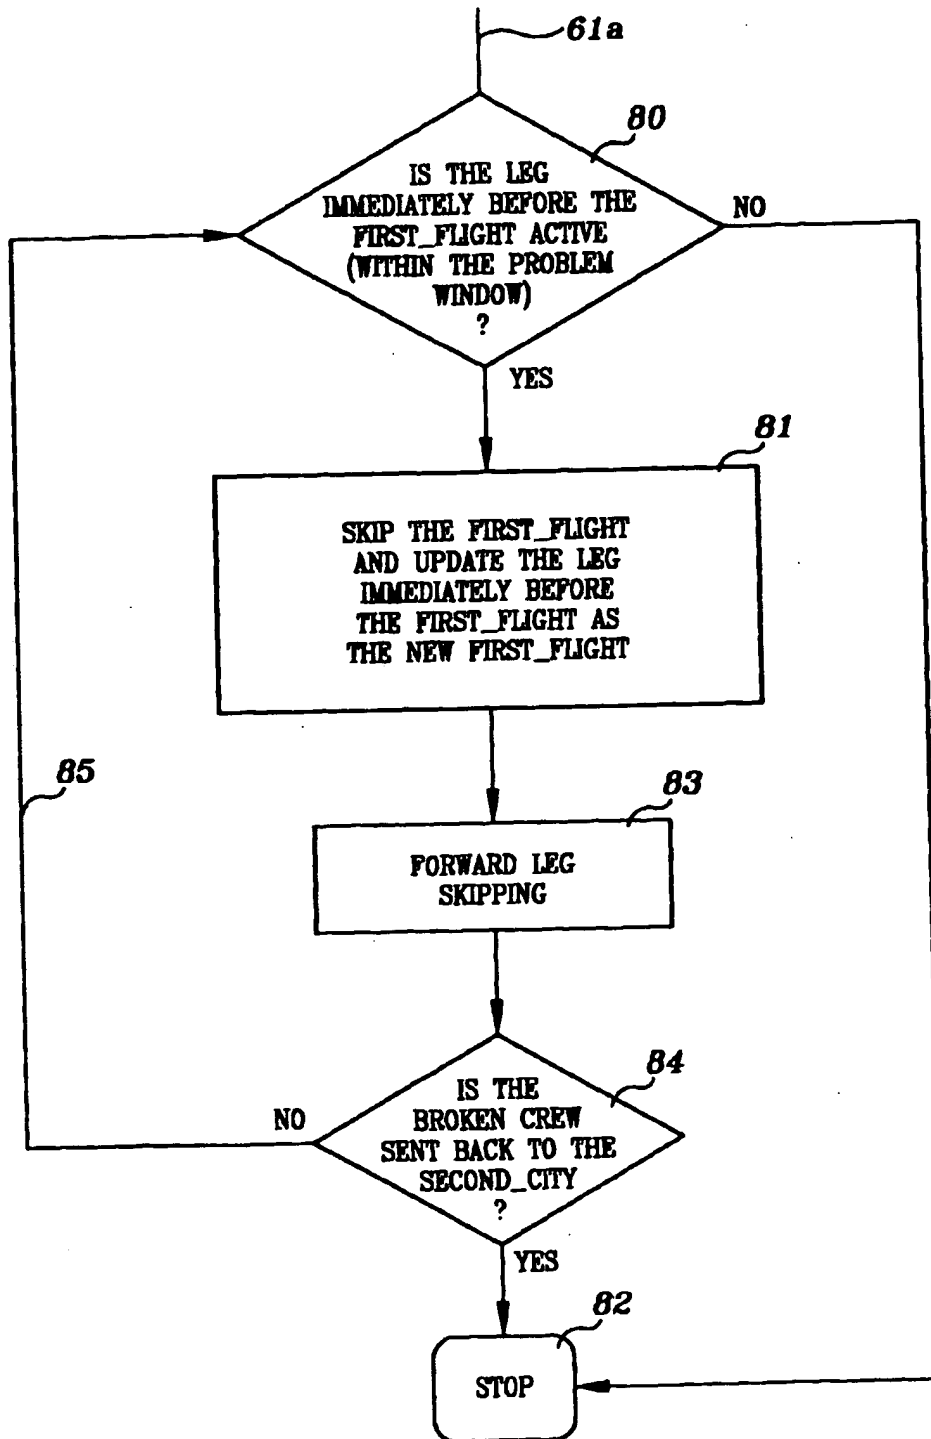 61a
80
IS THE LEG
IMMEDIATELY BEFORE THE
FIRST_FLIGHT ACTIVE
(WITHIN THE PROBLEM
WINDOW)
?
NO
YES
81
SKIP THE FIRST_FLIGHT
AND UPDATE THE LEG
IMMEDIATELY BEFORE
THE FIRST_FLIGHT AS
THE NEW FIRST_FLIGHT
85
83
FORWARD LEG
SKIPPING
84
IS THE
BROKEN CREW
SENT BACK TO THE
SECOND_CITY
?
NO
YES
82
STOP